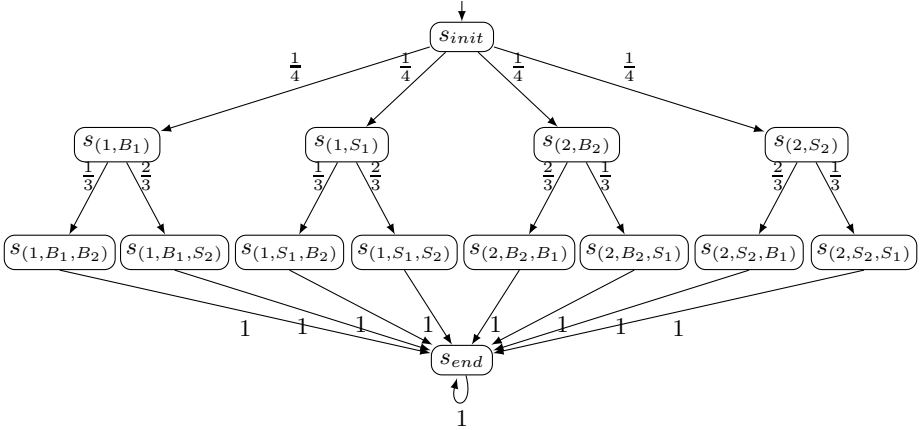 s_{init}
1/4 1/4 1/4 1/4
s_{(1,B_1)} s_{(1,S_1)} s_{(2,B_2)} s_{(2,S_2)}
1/3 2/3 1/3 2/3 2/3 1/3 2/3 1/3
s_{(1,B_1,B_2)} s_{(1,B_1,S_2)} s_{(1,S_1,B_2)} s_{(1,S_1,S_2)} s_{(2,B_2,B_1)} s_{(2,B_2,S_1)} s_{(2,S_2,B_1)} s_{(2,S_2,S_1)}
1 1 1 1 1 1 1 1
s_{end}
1